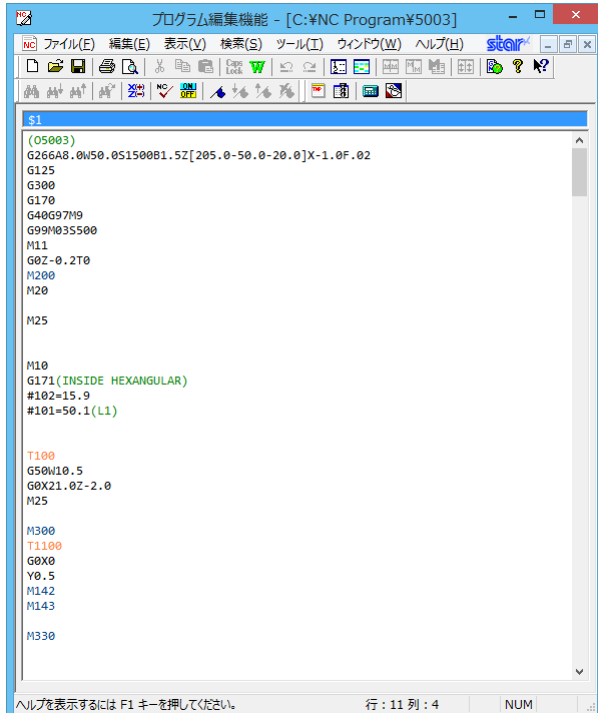 プログラム編集機能 - [C:¥NC Program¥5003]
NC ファイル(F) 編集(E) 表示(V) 検索(S) ツール(T) ウィンドウ(W) ヘルプ(H) star
$1
(O5003)
G266A8.0W50.0S1500B1.5Z[205.0-50.0-20.0]X-1.0F.02
G125
G300
G170
G40G97M9
G99M03S500
M11
G0Z-0.2T0
M200
M20
M25
M10
G171(INSIDE HEXANGULAR)
#102=15.9
#101=50.1(L1)
T100
G50W10.5
G0X21.0Z-2.0
M25
M300
T1100
G0X0
Y0.5
M142
M143
M330
ヘルプを表示するには F1 キーを押してください。 行：11 列：4 NUM